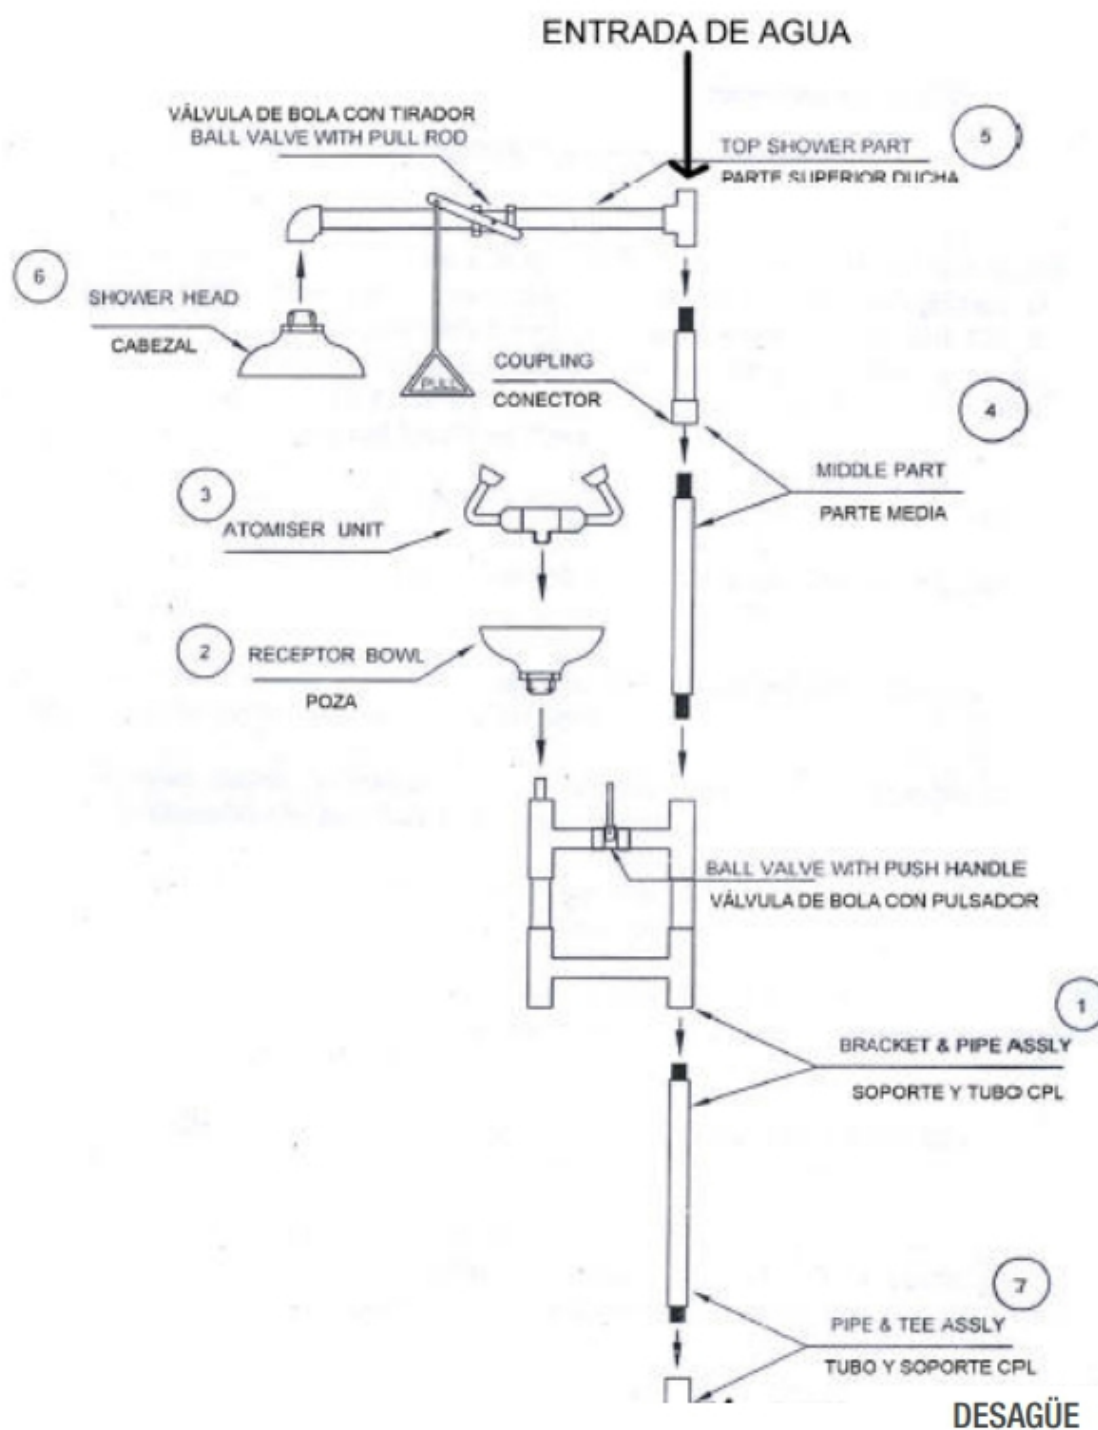 ENTRADA DE AGUA
VÁLVULA DE BOLA CON TIRADOR
BALL VALVE WITH PULL ROD
5
TOP SHOWER PART
PARTE SUPERIOR DUCHA
6
SHOWER HEAD
CABEZAL
PULL
COUPLING
CONECTOR
4
MIDDLE PART
PARTE MEDIA
3
ATOMISER UNIT
2
RECEPTOR BOWL
POZA
BALL VALVE WITH PUSH HANDLE
VÁLVULA DE BOLA CON PULSADOR
1
BRACKET & PIPE ASSLY
SOPORTE Y TUBO CPL
7
PIPE & TEE ASSLY
TUBO Y SOPORTE CPL
DESAGÜE